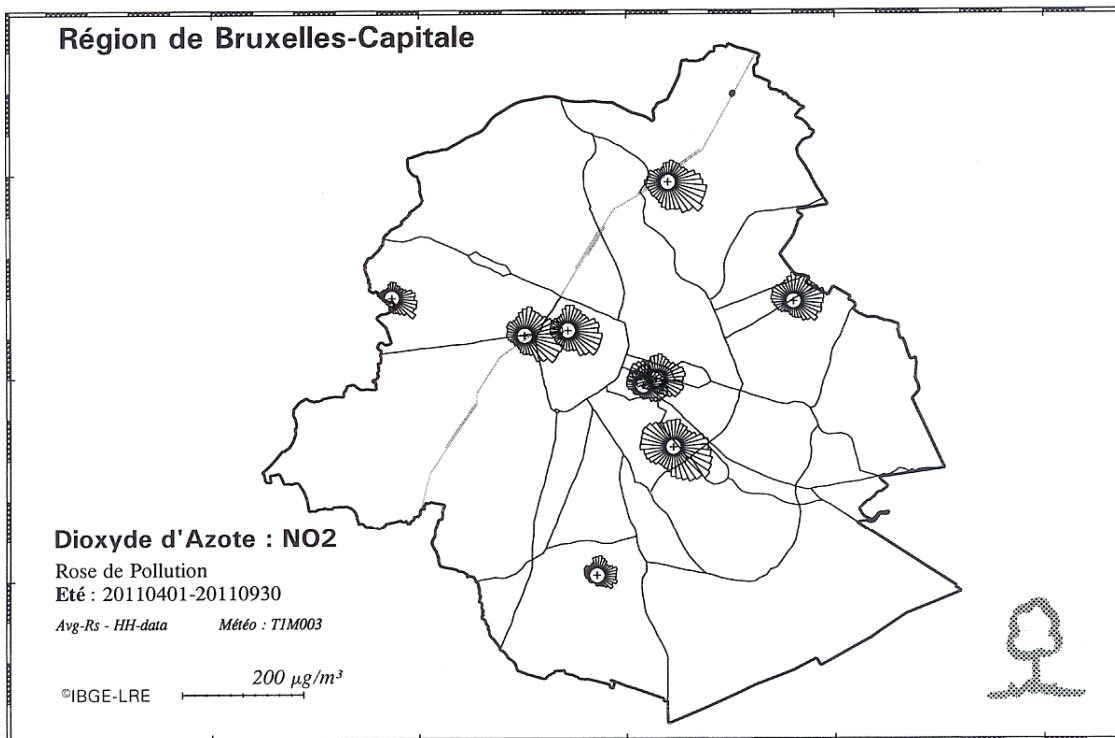 Région de Bruxelles-Capitale
Dioxyde d'Azote : NO2
Rose de Pollution
Eté : 20110401-20110930
Avg-Rs - HH-data Météo : T1M003
200 µg/m³
©IBGE-LRE